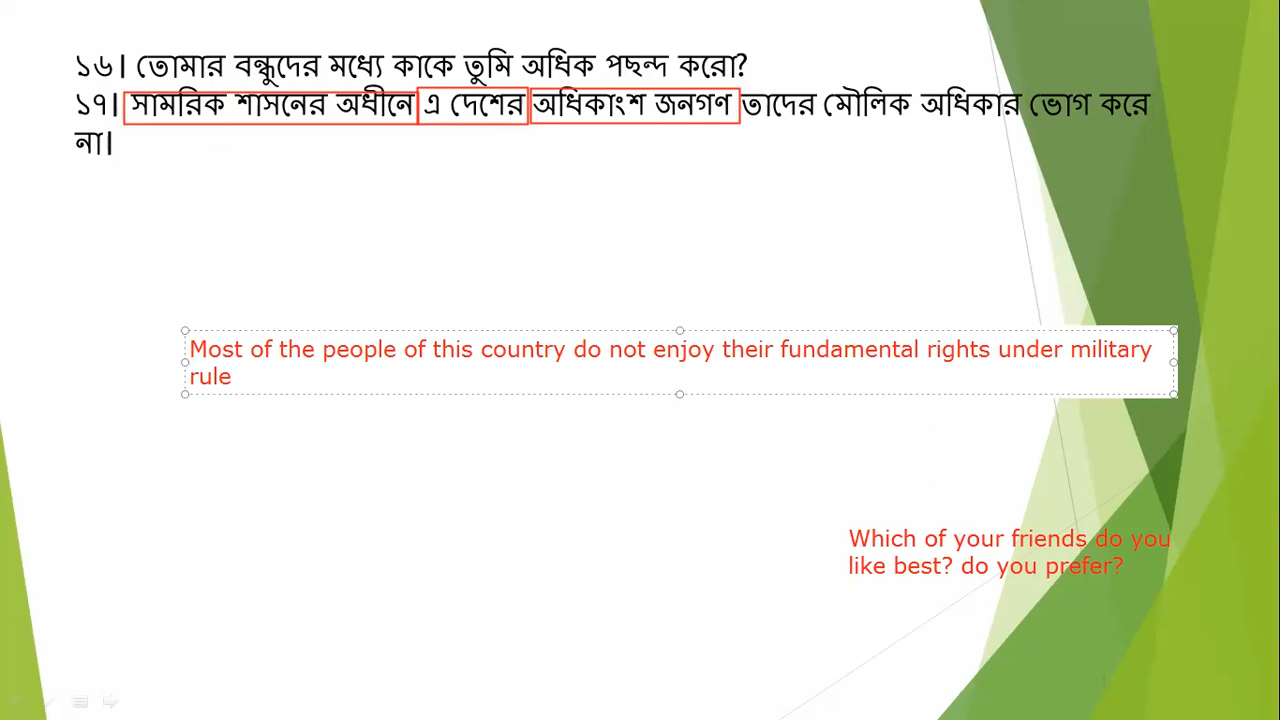 ১৬। তোমার বন্ধুদের মধ্যে কাকে তুমি অধিক পছন্দ করো?
১৭। সামরিক শাসনের অধীনে এ দেশের অধিকাংশ জনগণ তাদের মৌলিক অধিকার ভোগ করে
না।
Most of the people of this country do not enjoy their fundamental rights under military
rule
Which of your friends do you
like best? do you prefer?